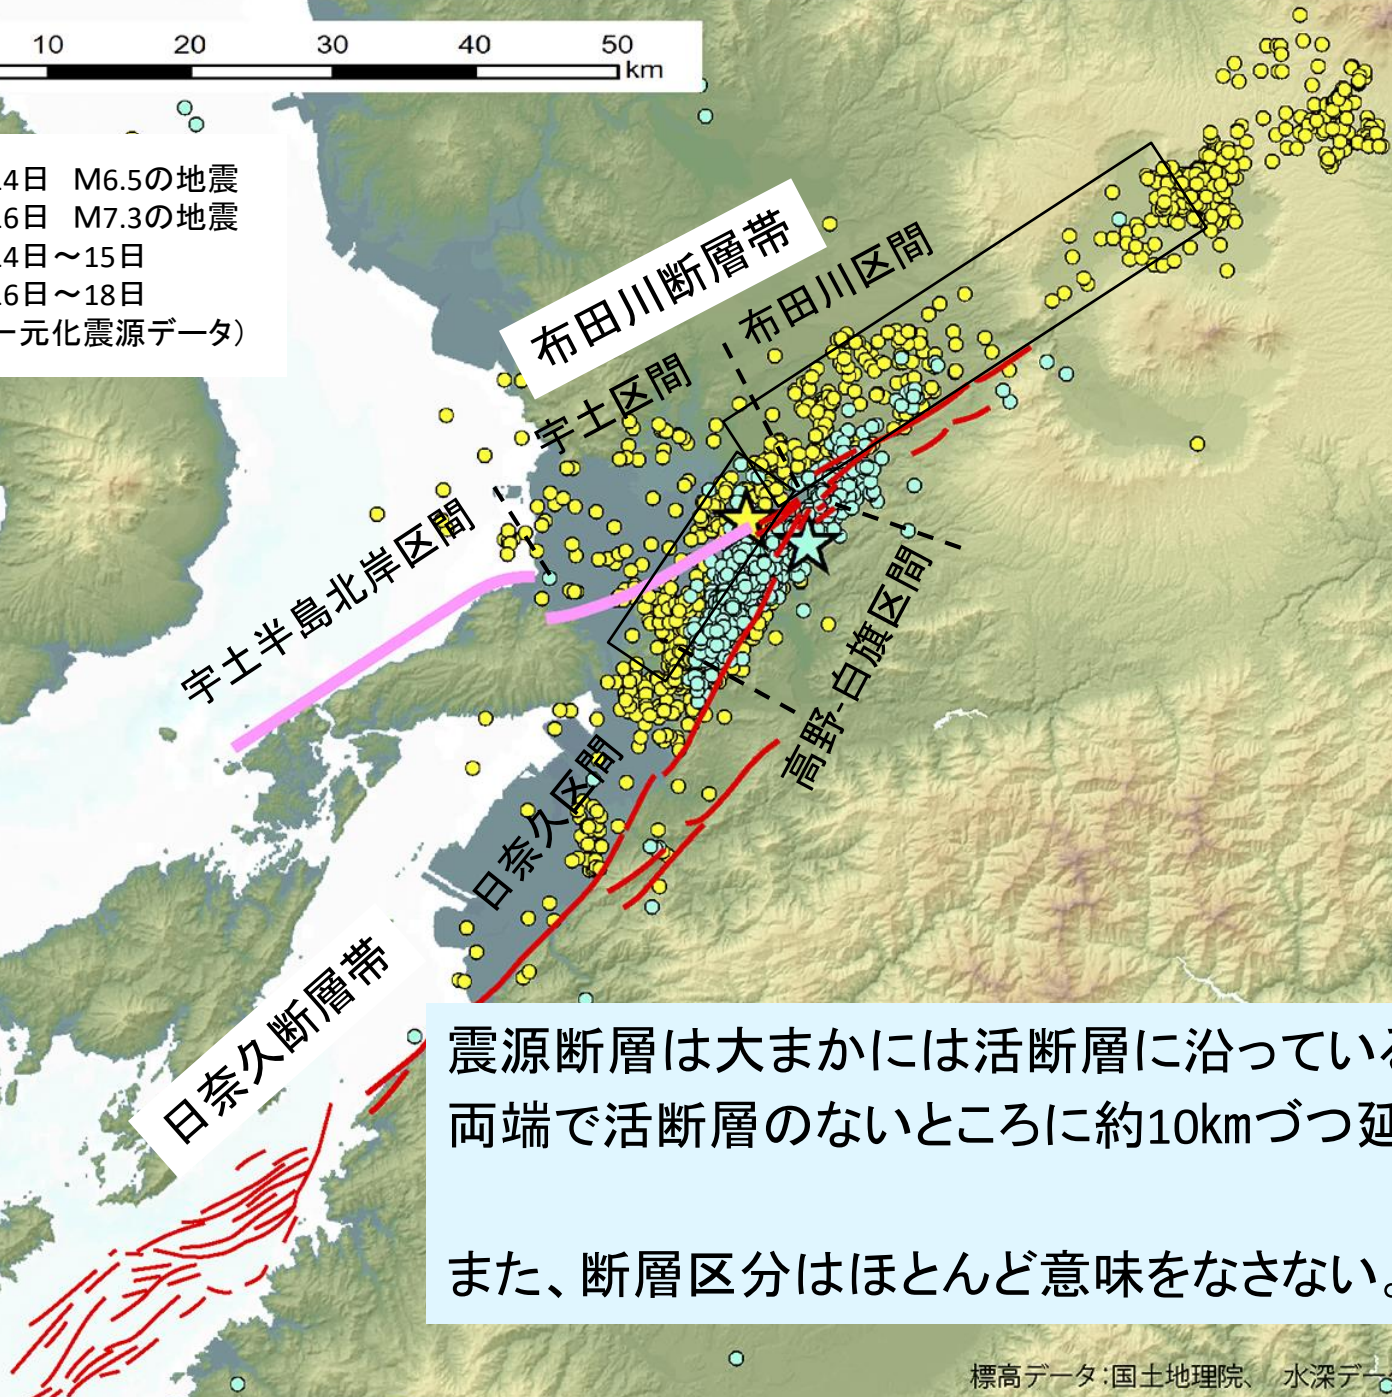 10 20 30 40 50
km
4日 M6.5の地震
6日 M7.3の地震
4日～15日
6日～18日
一元化震源データ)
布田川断層帯
布田川区間
宇土区間
宇土半島北岸区間
高野-白旗区間
日奈久区間
日奈久断層帯
震源断層は大まかには活断層に沿っている
両端で活断層のないところに約10㎞づつ延
また、断層区分はほとんど意味をなさない。
標高データ:国土地理院、 水深データ